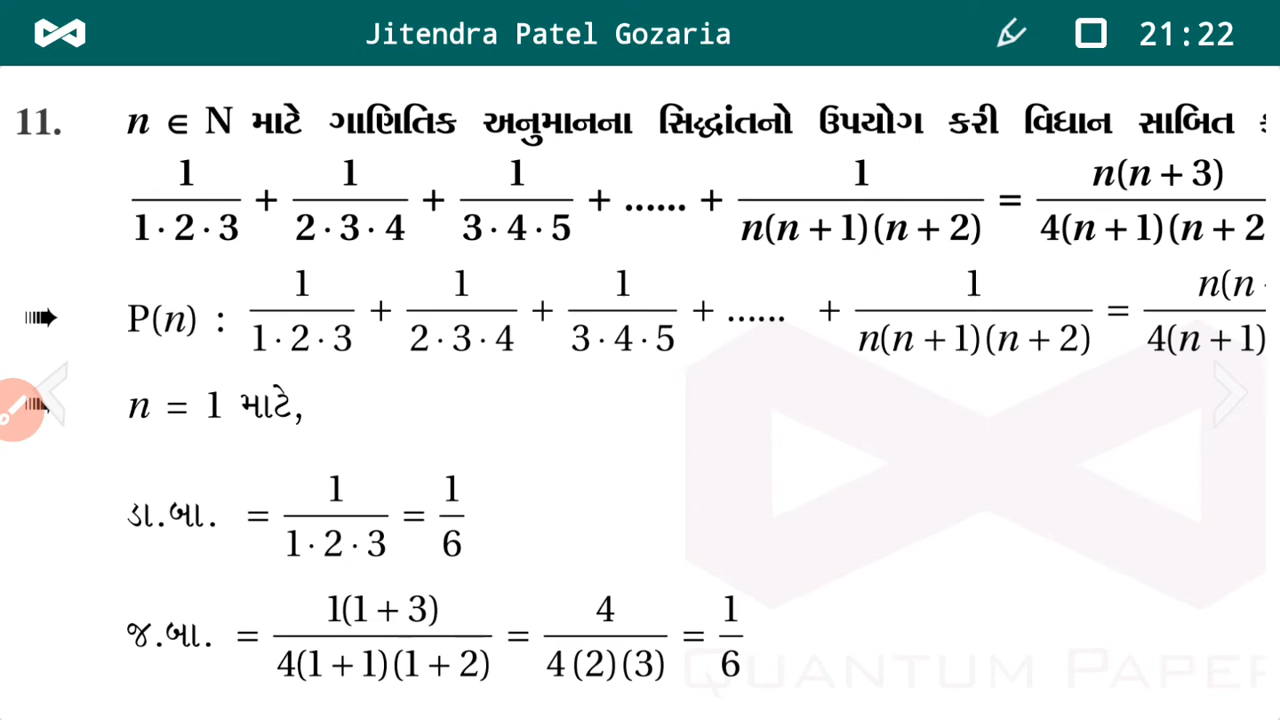 Jitendra Patel Gozaria 21:22
11. n ∈ N માટે ગાણિતિક અનુમાનના સિદ્ધાંતનો ઉપયોગ કરી વિધાન સાબિત
1/(1·2·3) + 1/(2·3·4) + 1/(3·4·5) + ...... + 1/(n(n + 1)(n + 2)) = n(n + 3)/(4(n + 1)(n + 2
P(n) : 1/(1·2·3) + 1/(2·3·4) + 1/(3·4·5) + ...... + 1/(n(n + 1)(n + 2)) = n(n /(4(n + 1)
n = 1 માટે,
ડા.બા. = 1/(1·2·3) = 1/6
જ.બા. = 1(1 + 3)/(4(1 + 1)(1 + 2)) = 4/(4(2)(3)) = 1/6
QUANTUM PAPER